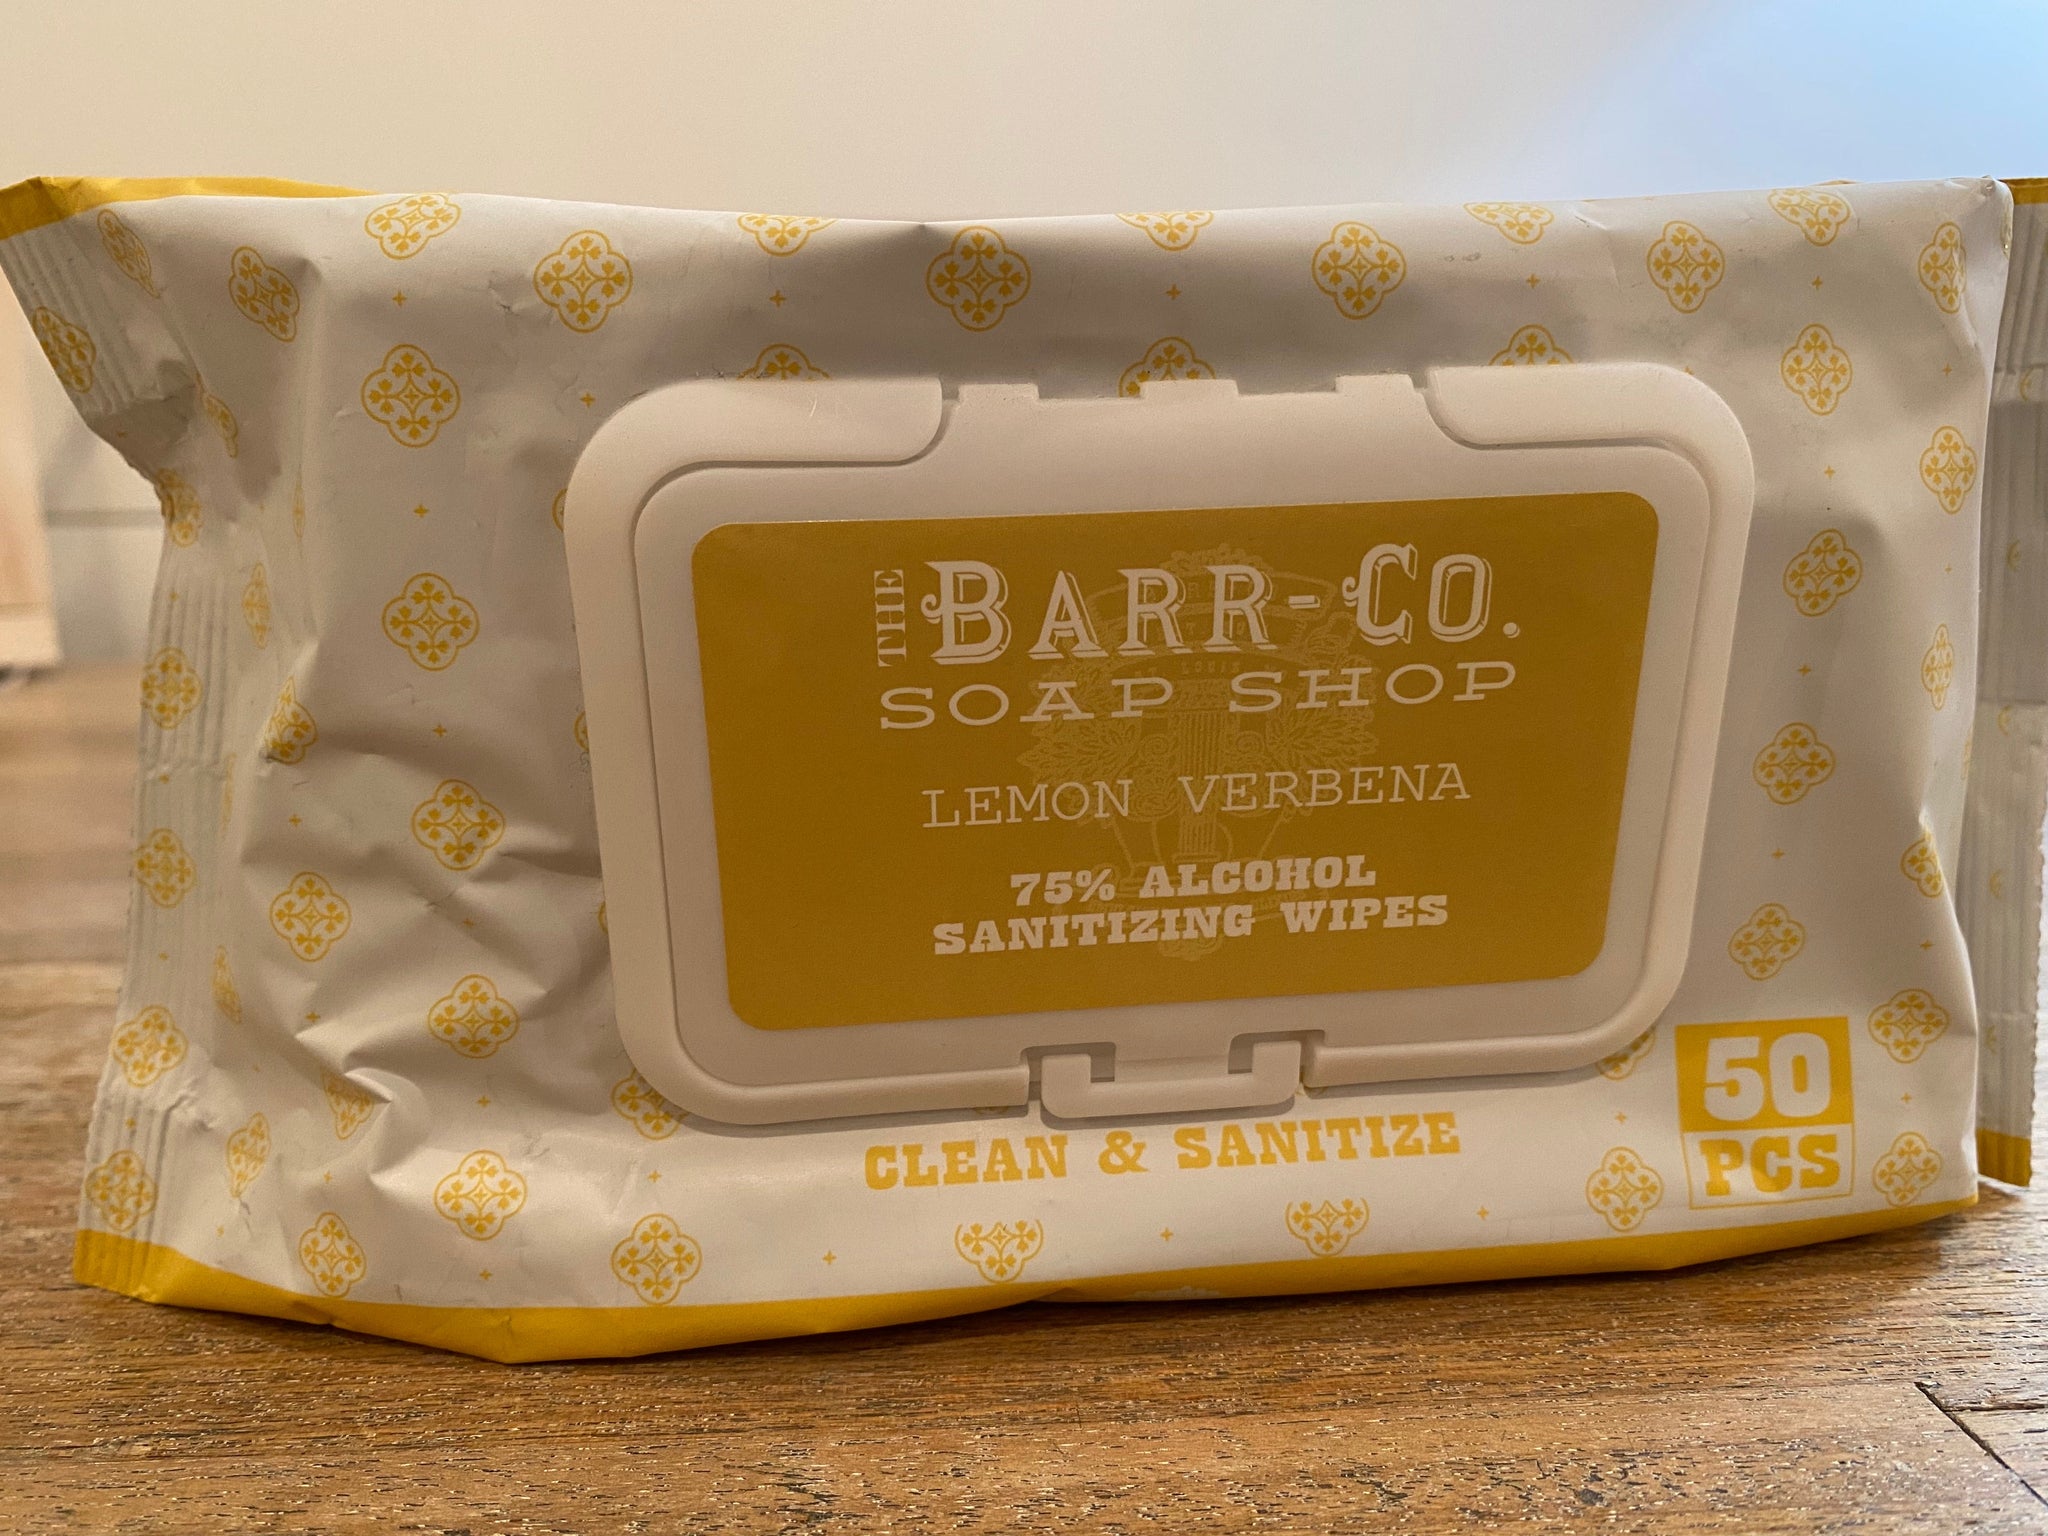 THE BARR-CO.
SOAP SHOP
LEMON VERBENA
75% ALCOHOL
SANITIZING WIPES
CLEAN & SANITIZE
50
PCS